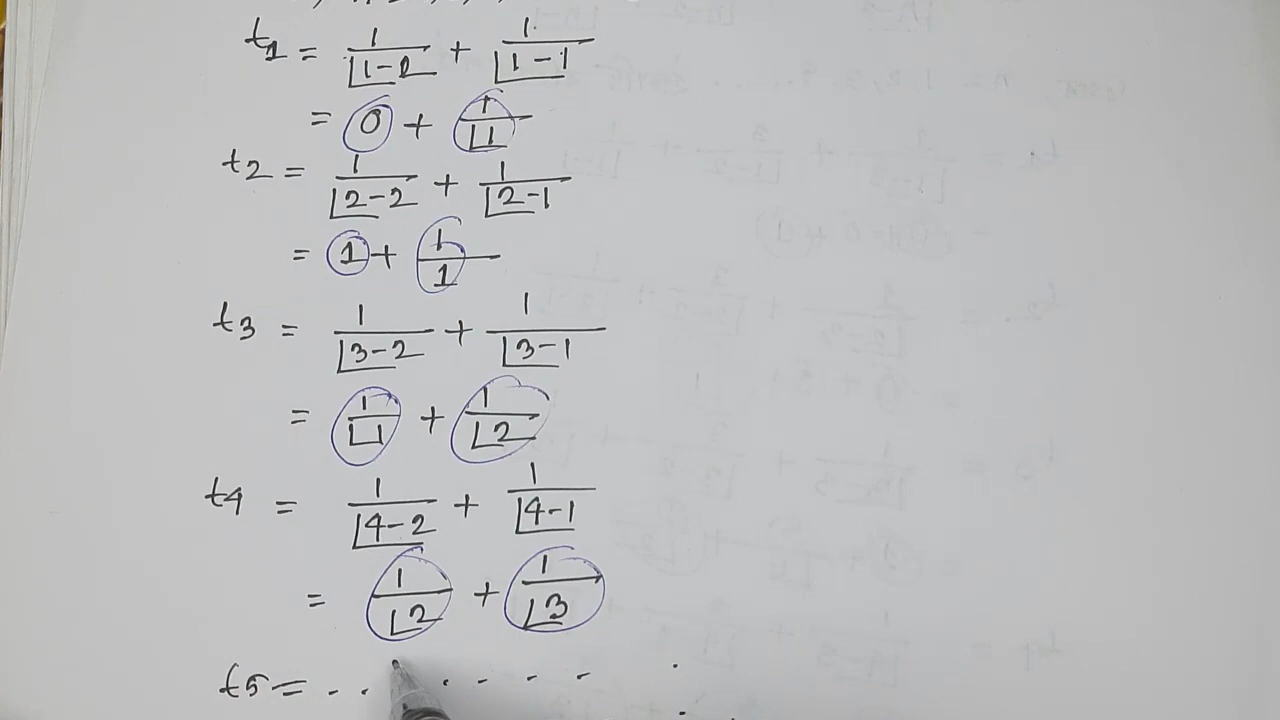 t1 = 1/⌊1-2 + 1/⌊1-1
= 0 + 1/⌊1
t2 = 1/⌊2-2 + 1/⌊2-1
= 1 + 1/1
t3 = 1/⌊3-2 + 1/⌊3-1
= 1/⌊1 + 1/⌊2
t4 = 1/⌊4-2 + 1/⌊4-1
= 1/⌊2 + 1/⌊3
t5 = . . . . . .